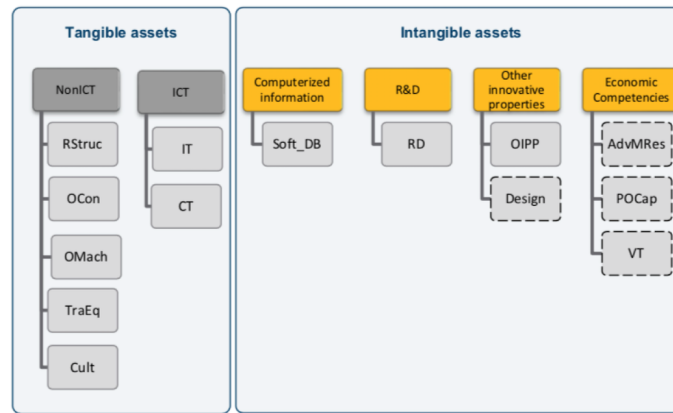 Tangible assets
NonICT
RStruc
OCon
OMach
TraEq
Cult
ICT
IT
CT
Intangible assets
Computerized
information
Soft_DB
R&D
RD
Other
innovative
properties
OIPP
Design
Economic
Competencies
AdvMRes
POCap
VT